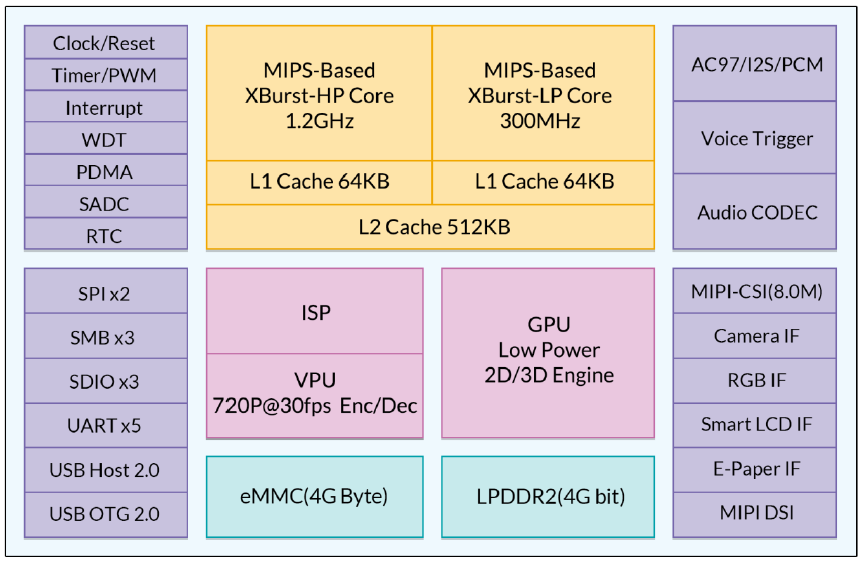 Clock/Reset
Timer/PWM
Interrupt
WDT
PDMA
SADC
RTC
MIPS-Based
XBurst-HP Core
1.2GHz
MIPS-Based
XBurst-LP Core
300MHz
L1 Cache 64KB
L1 Cache 64KB
L2 Cache 512KB
AC97/I2S/PCM
Voice Trigger
Audio CODEC
SPI x2
SMB x3
SDIO x3
UART x5
USB Host 2.0
USB OTG 2.0
ISP
VPU
720P@30fps Enc/Dec
GPU
Low Power
2D/3D Engine
eMMC(4G Byte)
LPDDR2(4G bit)
MIPI-CSI(8.0M)
Camera IF
RGB IF
Smart LCD IF
E-Paper IF
MIPI DSI